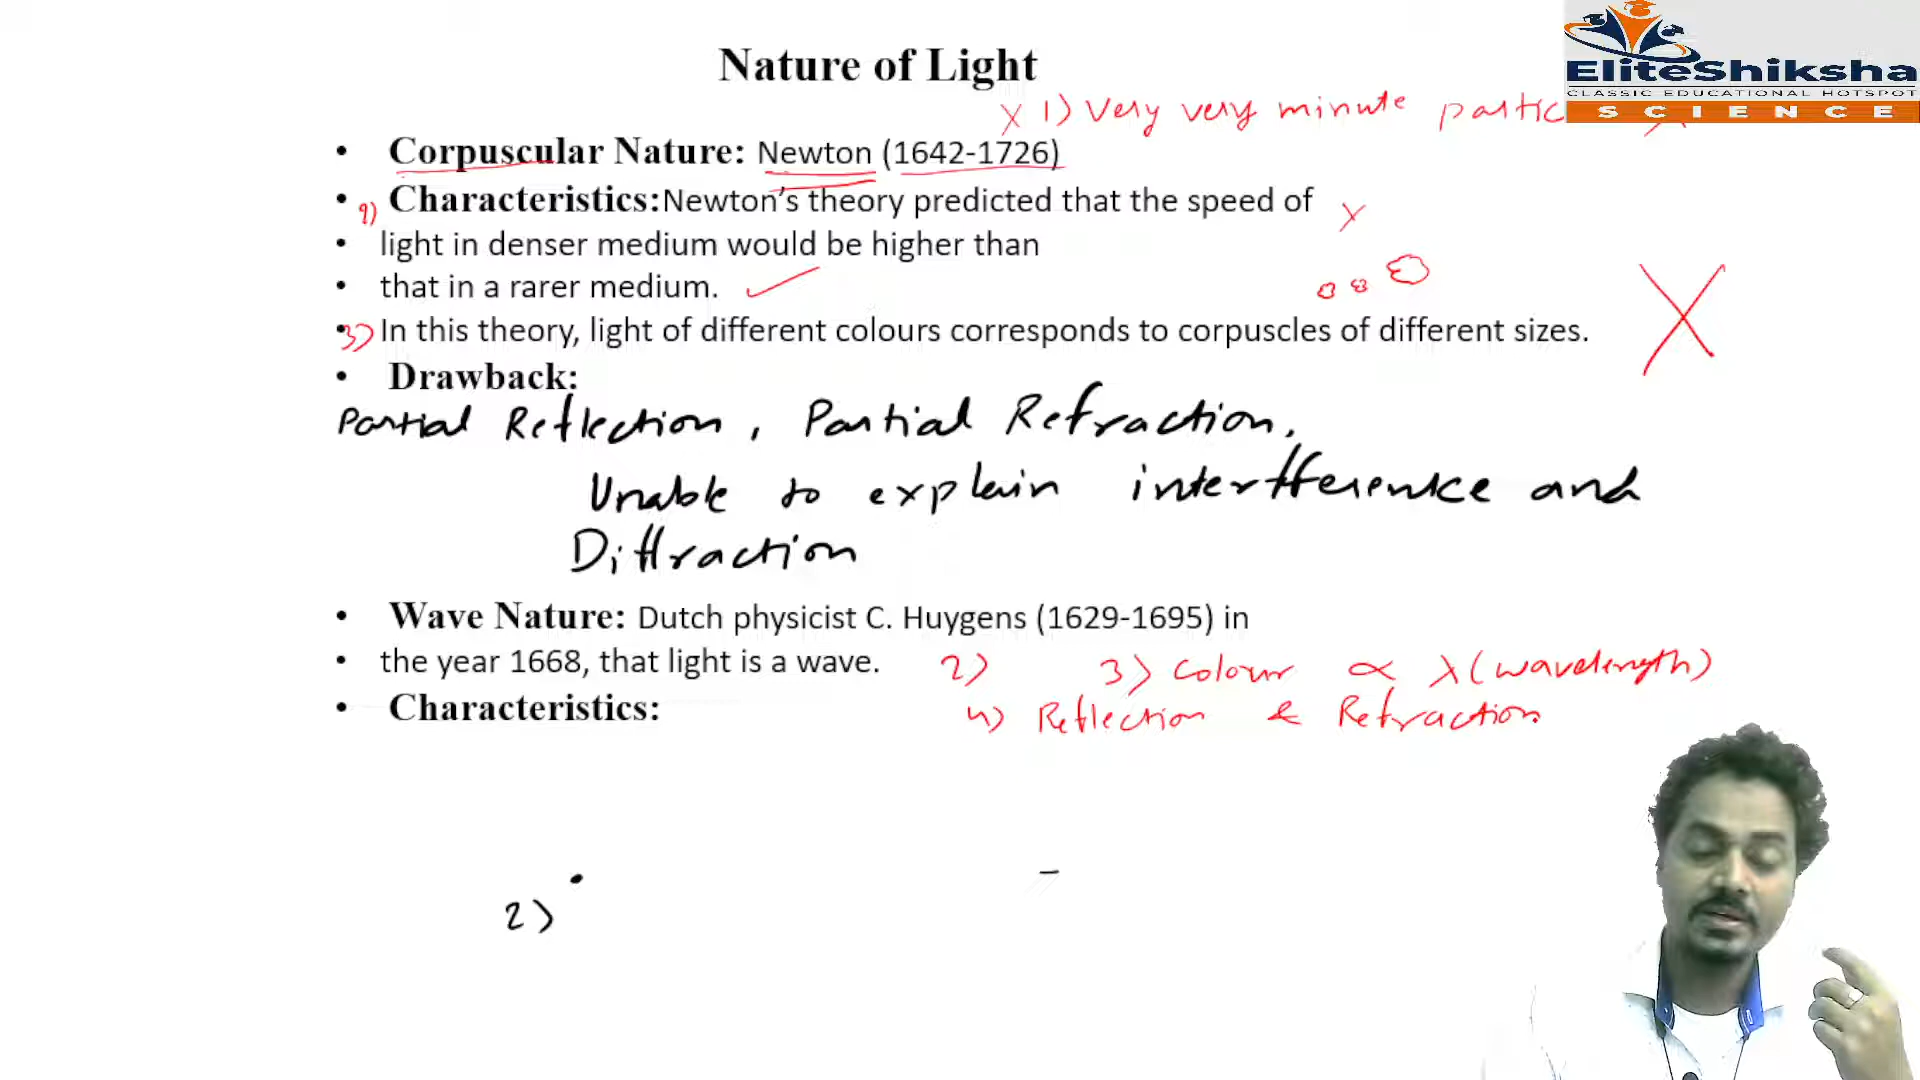 Nature of Light
EliteShiksha
CLASSIC EDUCATIONAL HOTSPOT
SCIENCE
x 1) Very very minute partic
• Corpuscular Nature: Newton (1642-1726)
• Characteristics:Newton's theory predicted that the speed of x
• light in denser medium would be higher than
• that in a rarer medium. ✓
3) In this theory, light of different colours corresponds to corpuscles of different sizes. X
• Drawback:
Partial Reflection, Partial Refraction,
Unable to explain intertfference and
Diffraction
• Wave Nature: Dutch physicist C. Huygens (1629-1695) in
• the year 1668, that light is a wave. 2) 3) Colour ∝ λ (wavelength)
• Characteristics: 4) Reflection & Refraction.
2)